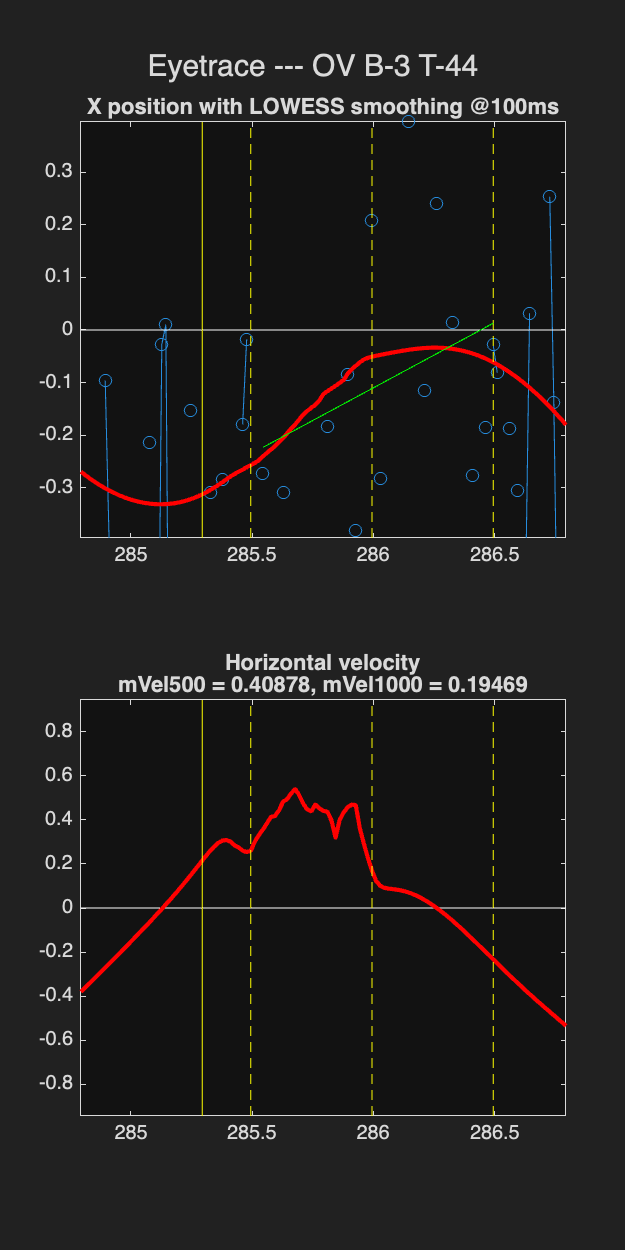 Eyetrace --- OV B-3 T-44
X position with LOWESS smoothing @100ms
0.3
0.2
0.1
0
-0.1
-0.2
-0.3
285 285.5 286 286.5
Horizontal velocity
mVel500 = 0.40878, mVel1000 = 0.19469
0.8
0.6
0.4
0.2
0
-0.2
-0.4
-0.6
-0.8
285 285.5 286 286.5